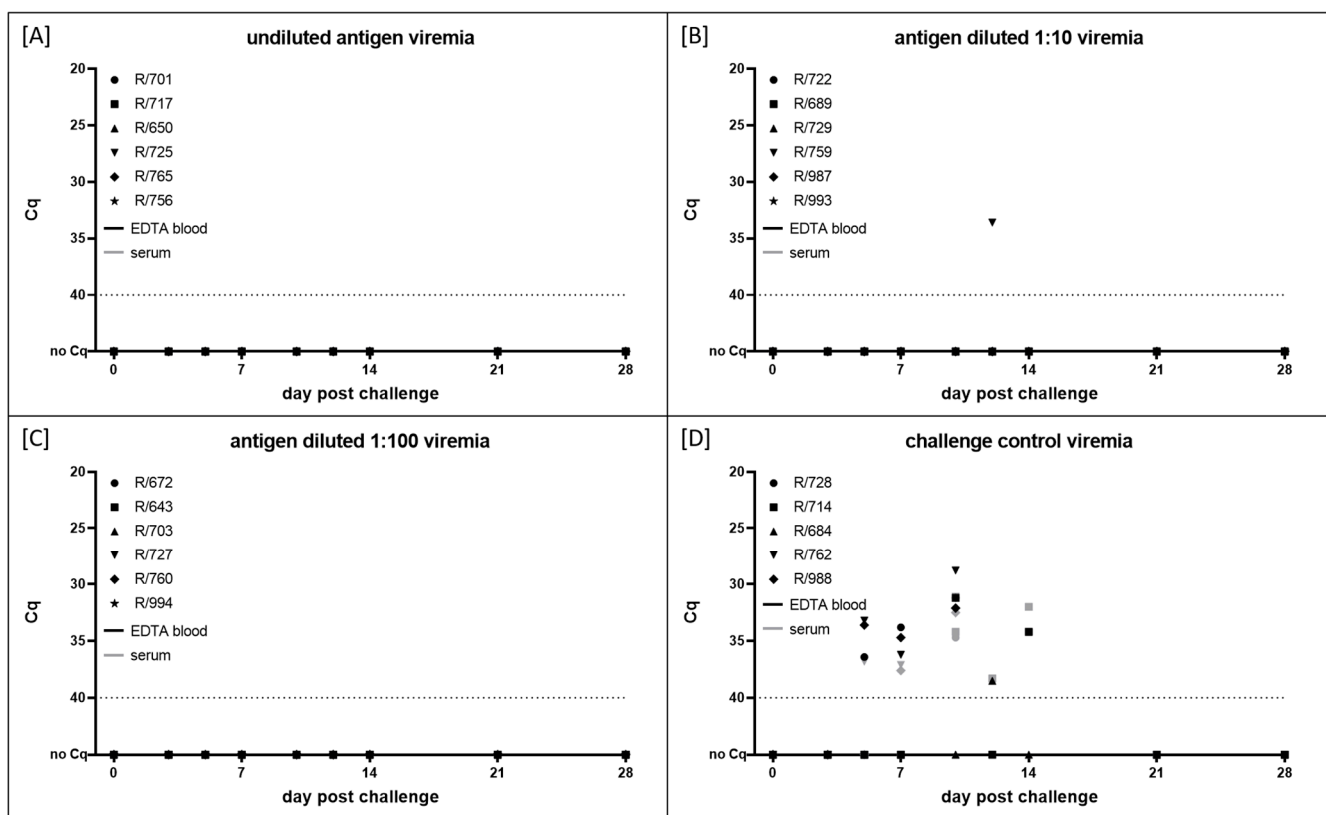 [A]
undiluted antigen viremia
20
25
30
35
40
no Cq
Cq
R/701
R/717
R/650
R/725
R/765
R/756
EDTA blood
serum
0 7 14 21 28
day post challenge
[B]
antigen diluted 1:10 viremia
20
25
30
35
40
no Cq
Cq
R/722
R/689
R/729
R/759
R/987
R/993
EDTA blood
serum
0 7 14 21 28
day post challenge
[C]
antigen diluted 1:100 viremia
20
25
30
35
40
no Cq
Cq
R/672
R/643
R/703
R/727
R/760
R/994
EDTA blood
serum
0 7 14 21 28
day post challenge
[D]
challenge control viremia
20
25
30
35
40
no Cq
Cq
R/728
R/714
R/684
R/762
R/988
EDTA blood
serum
0 7 14 21 28
day post challenge